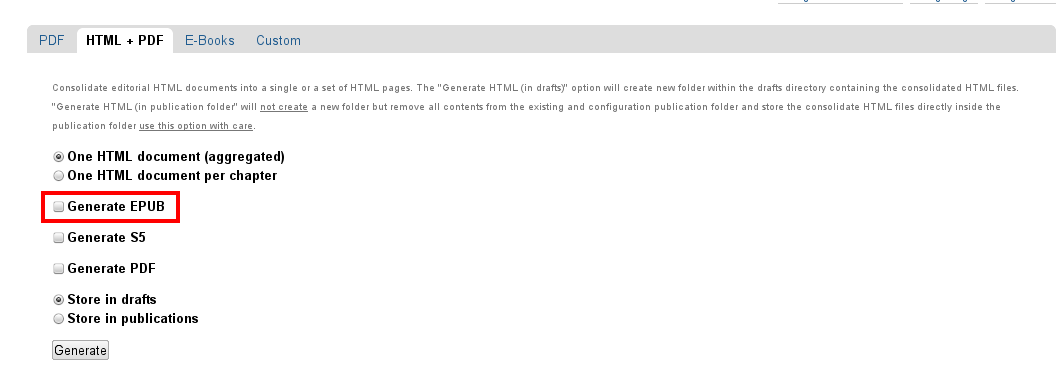 PDF HTML + PDF E-Books Custom
Consolidate editorial HTML documents into a single or a set of HTML pages. The "Generate HTML (in drafts)" option will create new folder within the drafts directory containing the consolidated HTML files.
"Generate HTML (in publication folder" will not create a new folder but remove all contents from the existing and configuration publication folder and store the consolidate HTML files directly inside the
publication folder use this option with care.
One HTML document (aggregated)
One HTML document per chapter
Generate EPUB
Generate S5
Generate PDF
Store in drafts
Store in publications
Generate